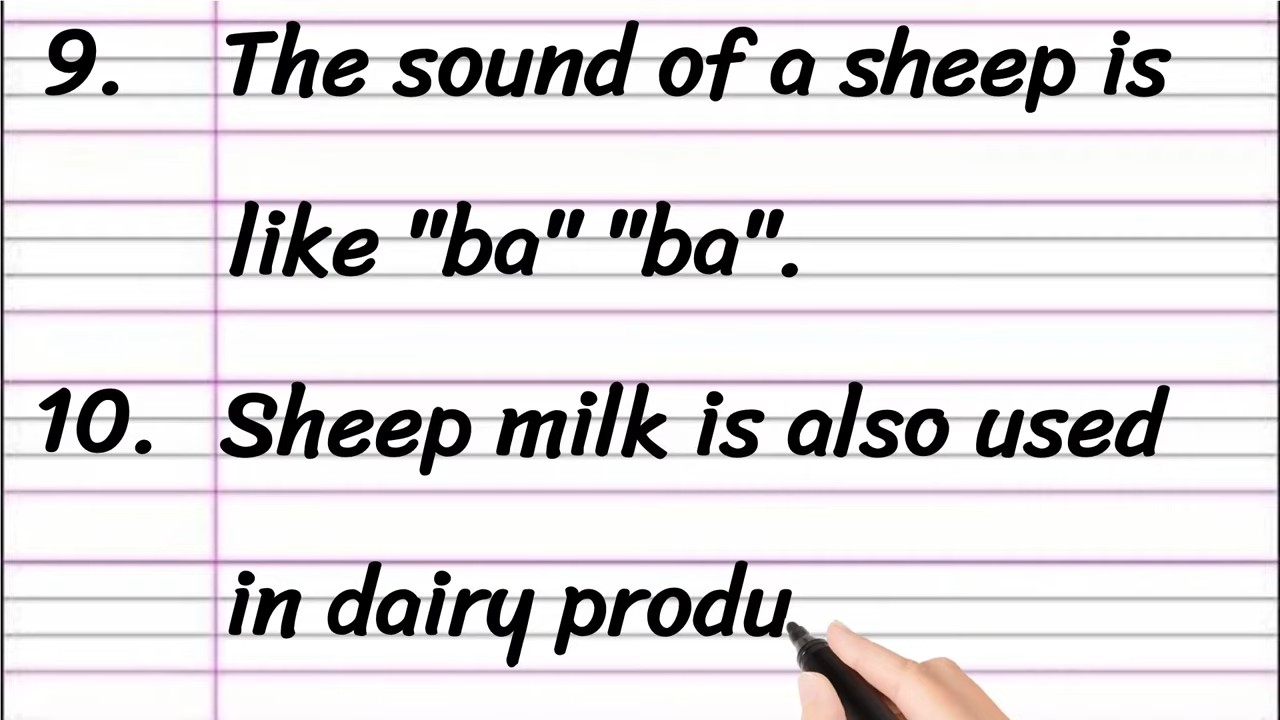 9. The sound of a sheep is
like "ba" "ba".
10. Sheep milk is also used
in dairy produ